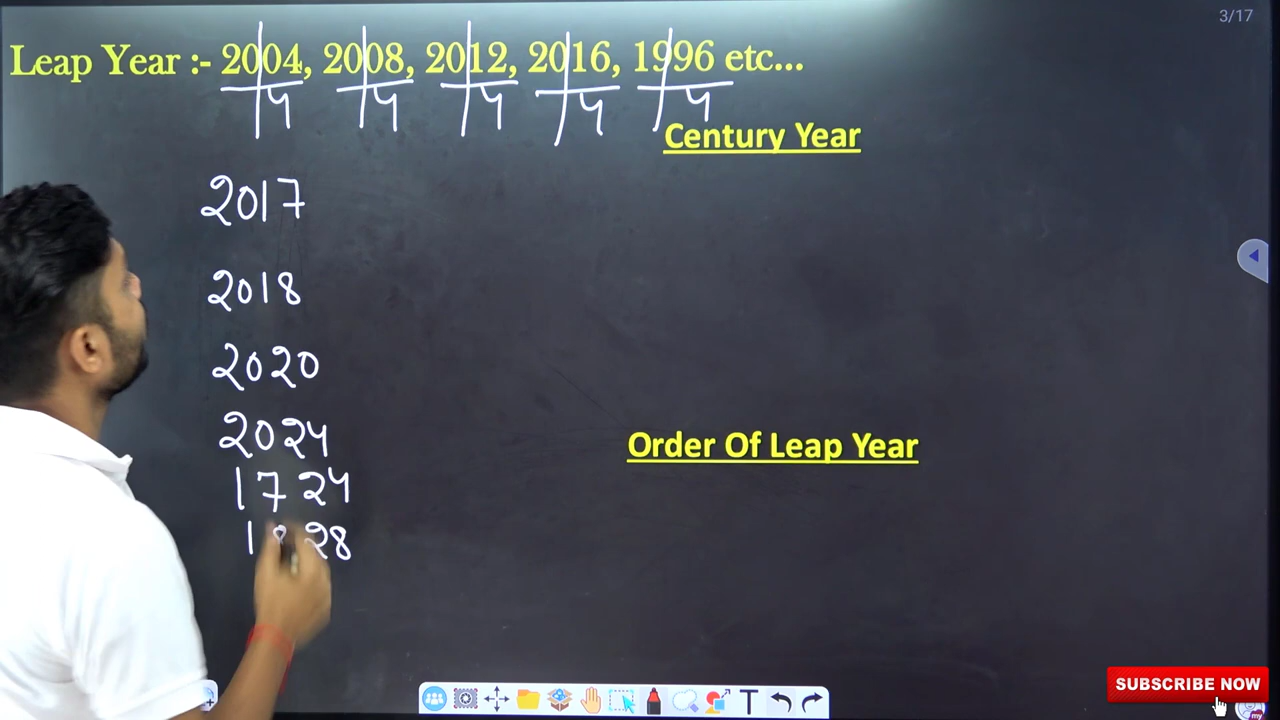 3/17
Leap Year :- 2004, 2008, 2012, 2016, 1996 etc...
4 4 4 4 4
Century Year
2017
2018
2020
2024
Order Of Leap Year
1724
1828
SUBSCRIBE NOW